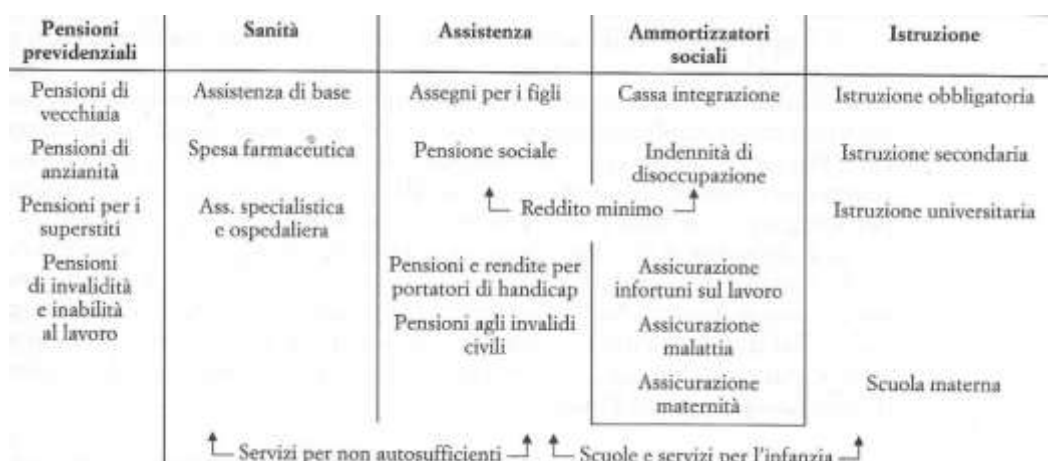 Pensioni previdenziali Sanità Assistenza Ammortizzatori sociali Istruzione
Pensioni di vecchiaia Assistenza di base Assegni per i figli Cassa integrazione Istruzione obbligatoria
Pensioni di anzianità Spesa farmaceutica Pensione sociale Indennità di disoccupazione Istruzione secondaria
Reddito minimo
Pensioni per i superstiti Ass. specialistica e ospedaliera Istruzione universitaria
Pensioni di invalidità e inabilità al lavoro Pensioni e rendite per portatori di handicap Assicurazione infortuni sul lavoro
Pensioni agli invalidi civili Assicurazione malattia
Assicurazione maternità Scuola materna
Servizi per non autosufficienti Scuole e servizi per l'infanzia